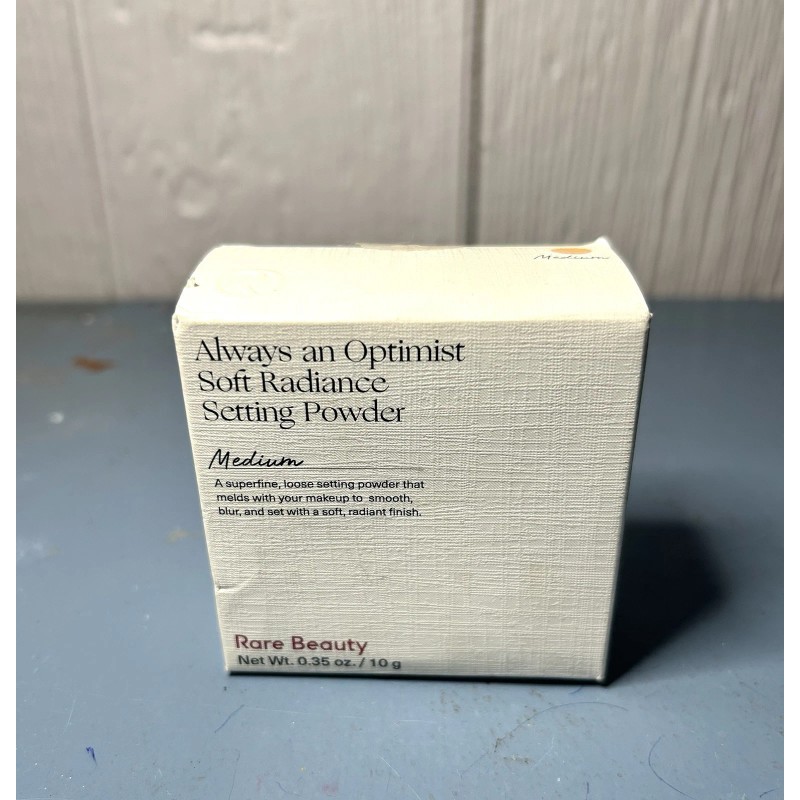 Medium
Always an Optimist
Soft Radiance
Setting Powder
Medium
A superfine, loose setting powder that
melds with your makeup to smooth,
blur, and set with a soft, radiant finish.
Rare Beauty
Net Wt. 0.35 oz. / 10 g